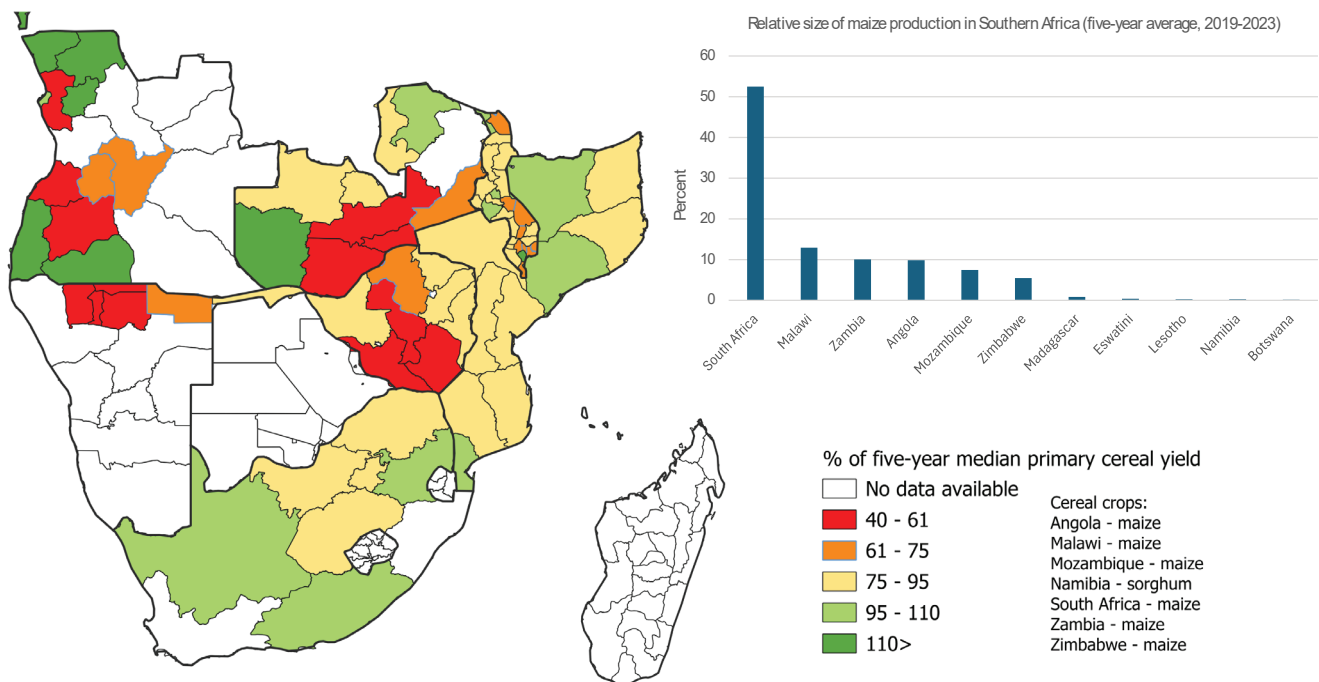 Relative size of maize production in Southern Africa (five-year average, 2019-2023)
60
50
40
30
20
10
0
Percent
South Africa
Malawi
Zambia
Angola
Mozambique
Zimbabwe
Madagascar
Eswatini
Lesotho
Namibia
Botswana
% of five-year median primary cereal yield
No data available
40 - 61
61 - 75
75 - 95
95 - 110
110>
Cereal crops:
Angola - maize
Malawi - maize
Mozambique - maize
Namibia - sorghum
South Africa - maize
Zambia - maize
Zimbabwe - maize